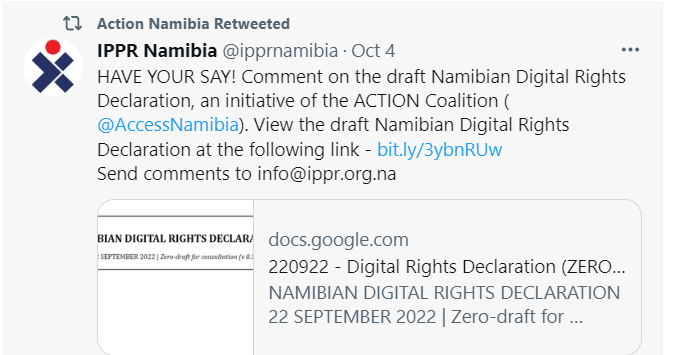 Action Namibia Retweeted
IPPR Namibia @ipprnamibia · Oct 4
HAVE YOUR SAY! Comment on the draft Namibian Digital Rights
Declaration, an initiative of the ACTION Coalition (
@AccessNamibia). View the draft Namibian Digital Rights
Declaration at the following link - bit.ly/3ybnRUw
Send comments to info@ippr.org.na
BIAN DIGITAL RIGHTS DECLARA
SEPTEMBER 2022 | Zero-draft for consultation (v 0.
docs.google.com
220922 - Digital Rights Declaration (ZERO...
NAMIBIAN DIGITAL RIGHTS DECLARATION
22 SEPTEMBER 2022 | Zero-draft for ...